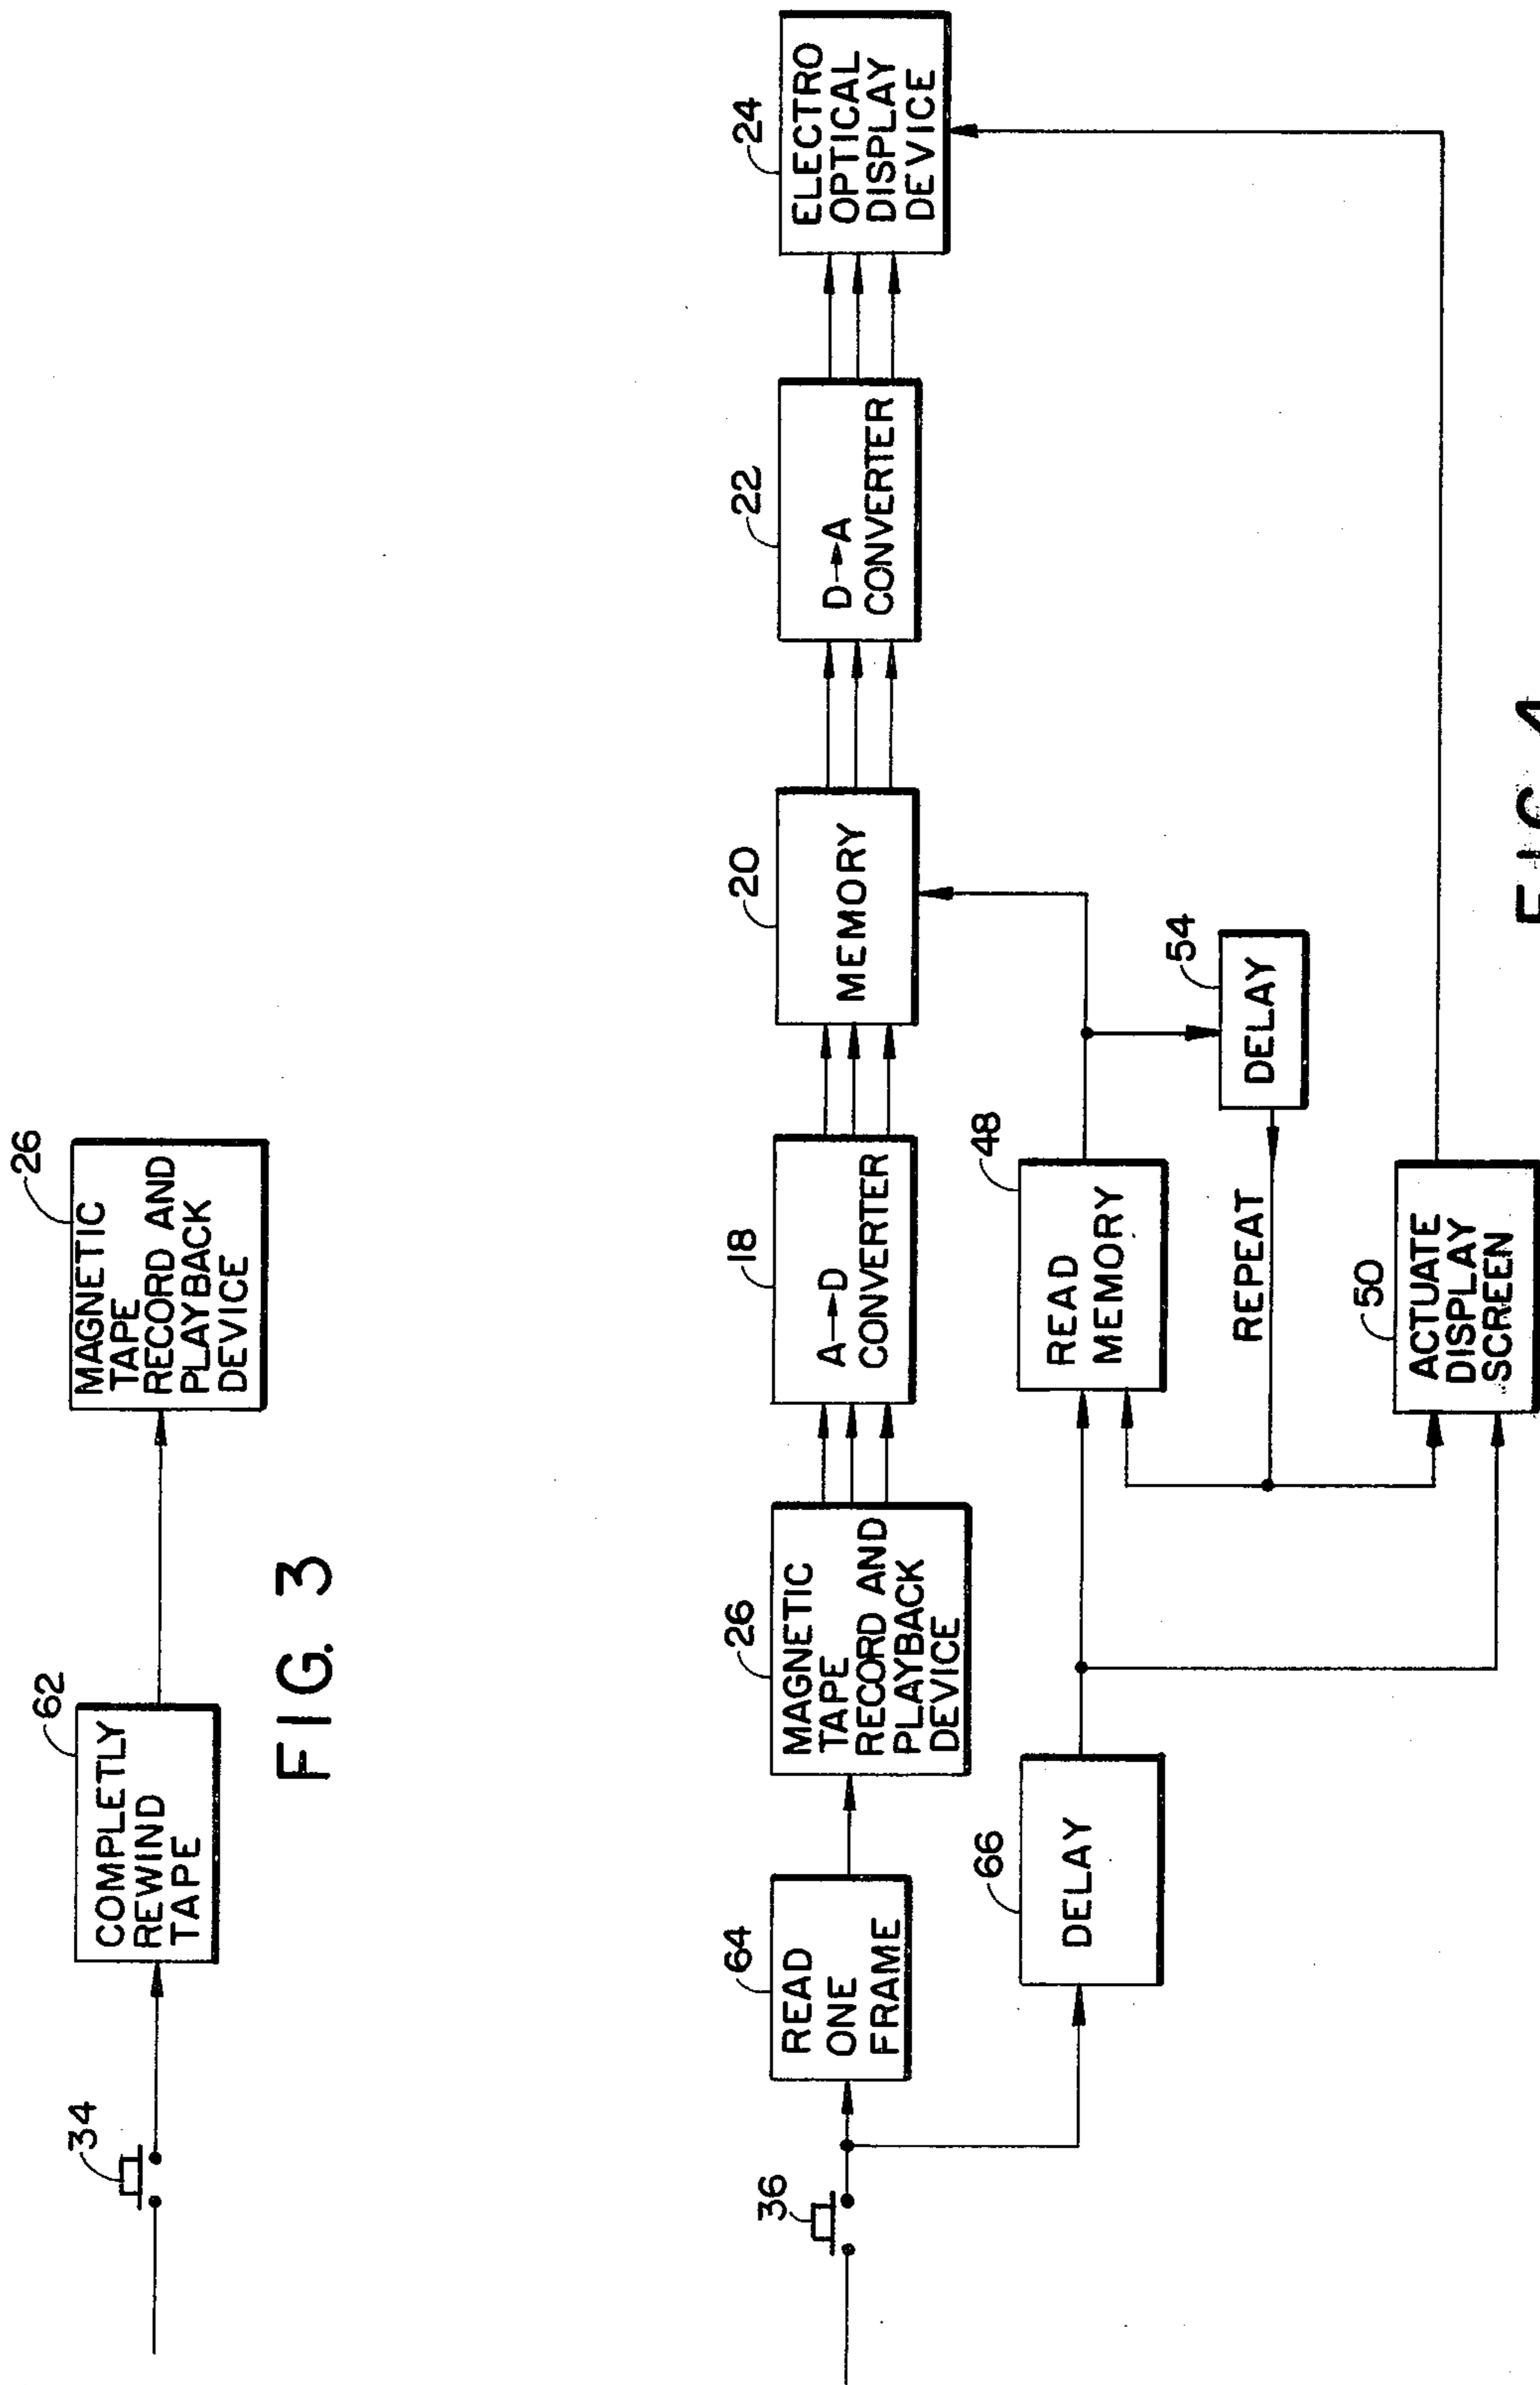 34
62
COMPLETLY
REWIND
TAPE
26
MAGNETIC
TAPE
RECORD AND
PLAYBACK
DEVICE
FIG. 3
36
64
READ
ONE
FRAME
26
MAGNETIC
TAPE
RECORD AND
PLAYBACK
DEVICE
18
A→D
CONVERTER
20
MEMORY
22
D→A
CONVERTER
24
ELECTRO
OPTICAL
DISPLAY
DEVICE
66
DELAY
48
READ
MEMORY
54
DELAY
REPEAT
50
ACTUATE
DISPLAY
SCREEN